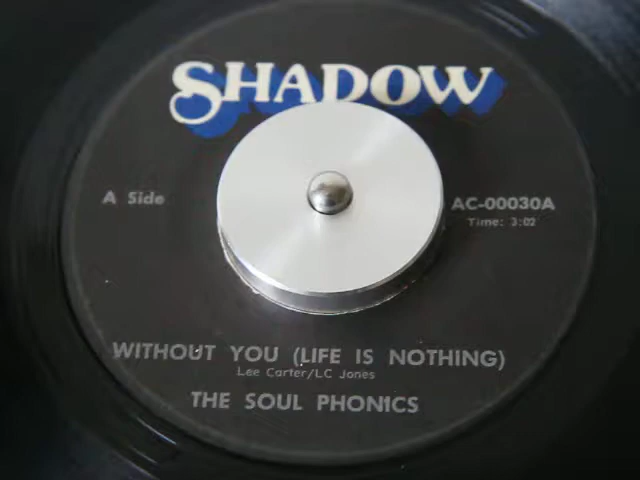 SHADOW
A Side
AC-00030A
Time: 3:02
WITHOUT YOU (LIFE IS NOTHING)
Lee Carter/LC Jones
THE SOUL PHONICS